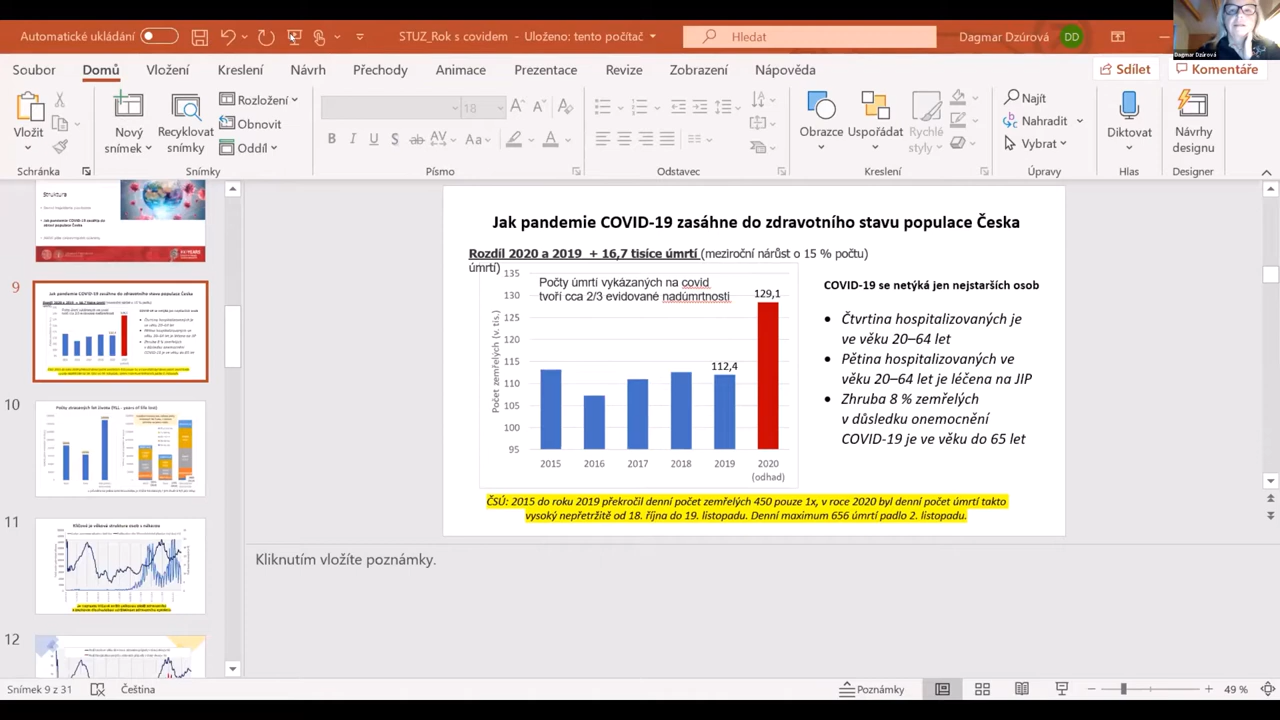 Automatické ukládání
STUZ_Rok s covidem - Uloženo: tento počítač
Hledat
Dagmar Dzúrová
DD
Dagmar Dzúrová
Soubor
Domů
Vložení
Kreslení
Návrh
Přechody
Animace
Prezentace
Revize
Zobrazení
Nápověda
Sdílet
Komentáře
Vložit
Nový
snímek
Recyklovat
snímky
Rozložení
Obnovit
Oddíl
18
Obrazce
Uspořádat
Rychlé
styly
Najít
Nahradit
Vybrat
Diktovat
Návrhy
designu
Schránka
Snímky
Písmo
Odstavec
Kreslení
Úpravy
Hlas
Designer
Struktura
9
10
11
12
Jak pandemie COVID-19 zasáhne do zdravotního stavu populace Česka
Rozdíl 2020 a 2019 + 16,7 tisíce úmrtí (meziroční nárůst o 15 % počtu
úmrtí)
Počty úmrtí vykázaných na covid
tvoří cca 2/3 evidované nadúmrtnosti
Počet zemřelých (v. tis.)
135
130
125
120
115
110
105
100
95
112,4
129,1
2015
2016
2017
2018
2019
2020
(odhad)
COVID-19 se netýká jen nejstarších osob
• Čtvrtina hospitalizovaných je
ve věku 20–64 let
• Pětina hospitalizovaných ve
věku 20–64 let je léčena na JIP
• Zhruba 8 % zemřelých
v důsledku onemocnění
COVID-19 je ve věku do 65 let
ČSÚ: 2015 do roku 2019 překročil denní počet zemřelých 450 pouze 1x, v roce 2020 byl denní počet úmrtí takto
vysoký nepřetržitě od 18. října do 19. listopadu. Denní maximum 656 úmrtí padlo 2. listopadu.
Kliknutím vložíte poznámky.
Snímek 9 z 31
Čeština
Poznámky
49 %